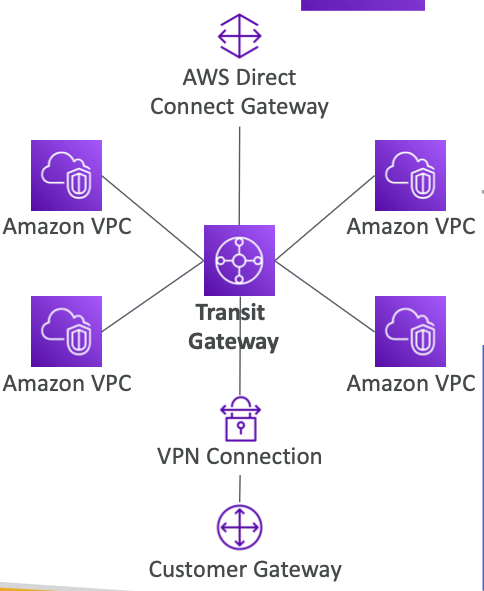 AWS Direct
Connect Gateway
Amazon VPC
Amazon VPC
Transit
Gateway
Amazon VPC
Amazon VPC
VPN Connection
Customer Gateway